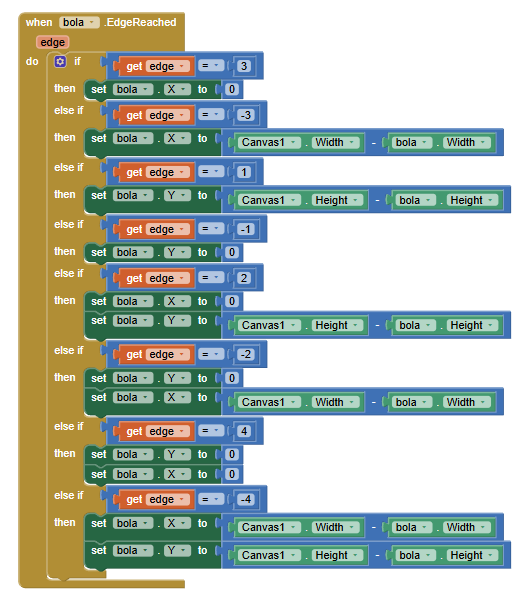 when bola .EdgeReached
edge
do if get edge = 3
then set bola . X to 0
else if get edge = -3
then set bola . X to Canvas1 . Width - bola . Width
else if get edge = 1
then set bola . Y to Canvas1 . Height - bola . Height
else if get edge = -1
then set bola . Y to 0
else if get edge = 2
then set bola . X to 0
set bola . Y to Canvas1 . Height - bola . Height
else if get edge = -2
then set bola . Y to 0
set bola . X to Canvas1 . Width - bola . Width
else if get edge = 4
then set bola . Y to 0
set bola . X to 0
else if get edge = -4
then set bola . X to Canvas1 . Width - bola . Width
set bola . Y to Canvas1 . Height - bola . Height